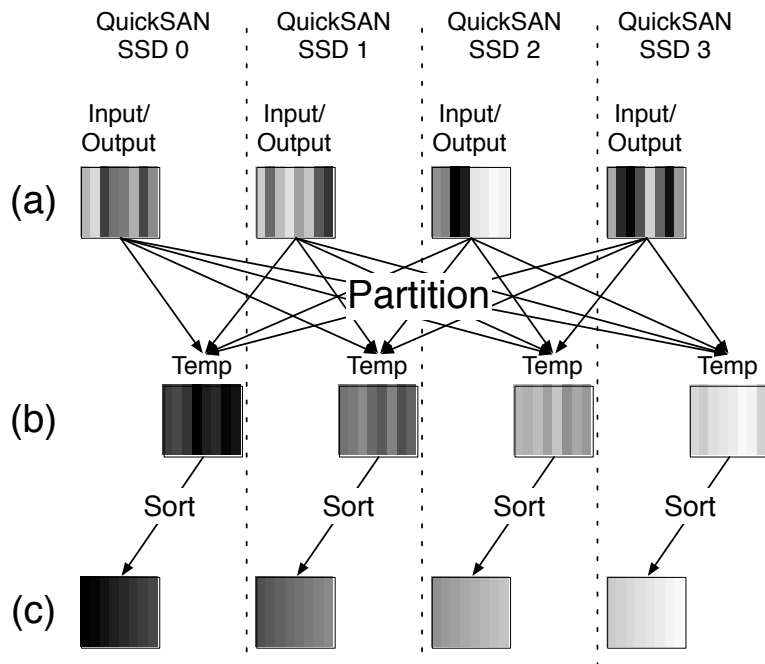 QuickSAN QuickSAN QuickSAN QuickSAN
SSD 0 SSD 1 SSD 2 SSD 3
Input/ Input/ Input/ Input/
Output Output Output Output
(a)
Partition
Temp Temp Temp Temp
(b)
Sort Sort Sort Sort
(c)